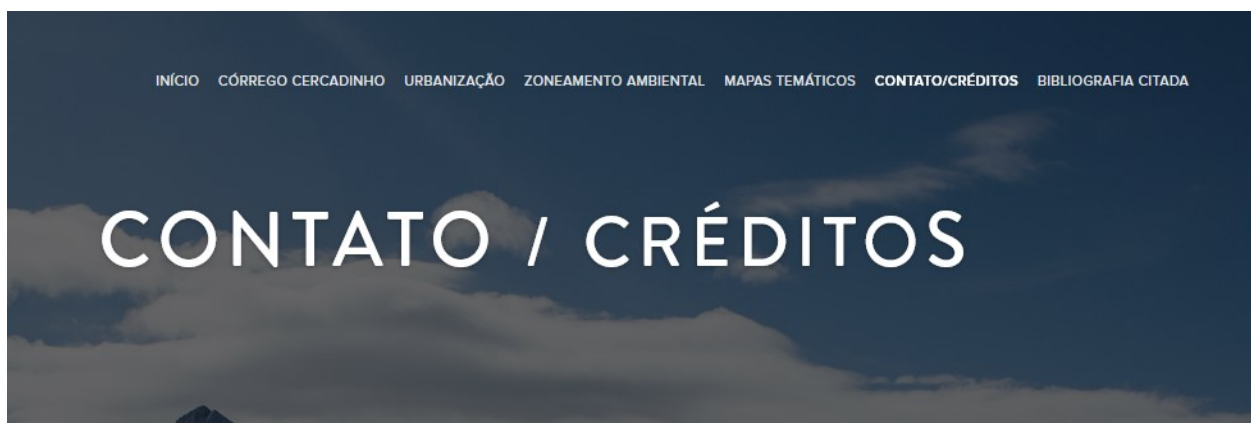 INÍCIO CÓRREGO CERCADINHO URBANIZAÇÃO ZONEAMENTO AMBIENTAL MAPAS TEMÁTICOS CONTATO/CRÉDITOS BIBLIOGRAFIA CITADA
CONTATO / CRÉDITOS